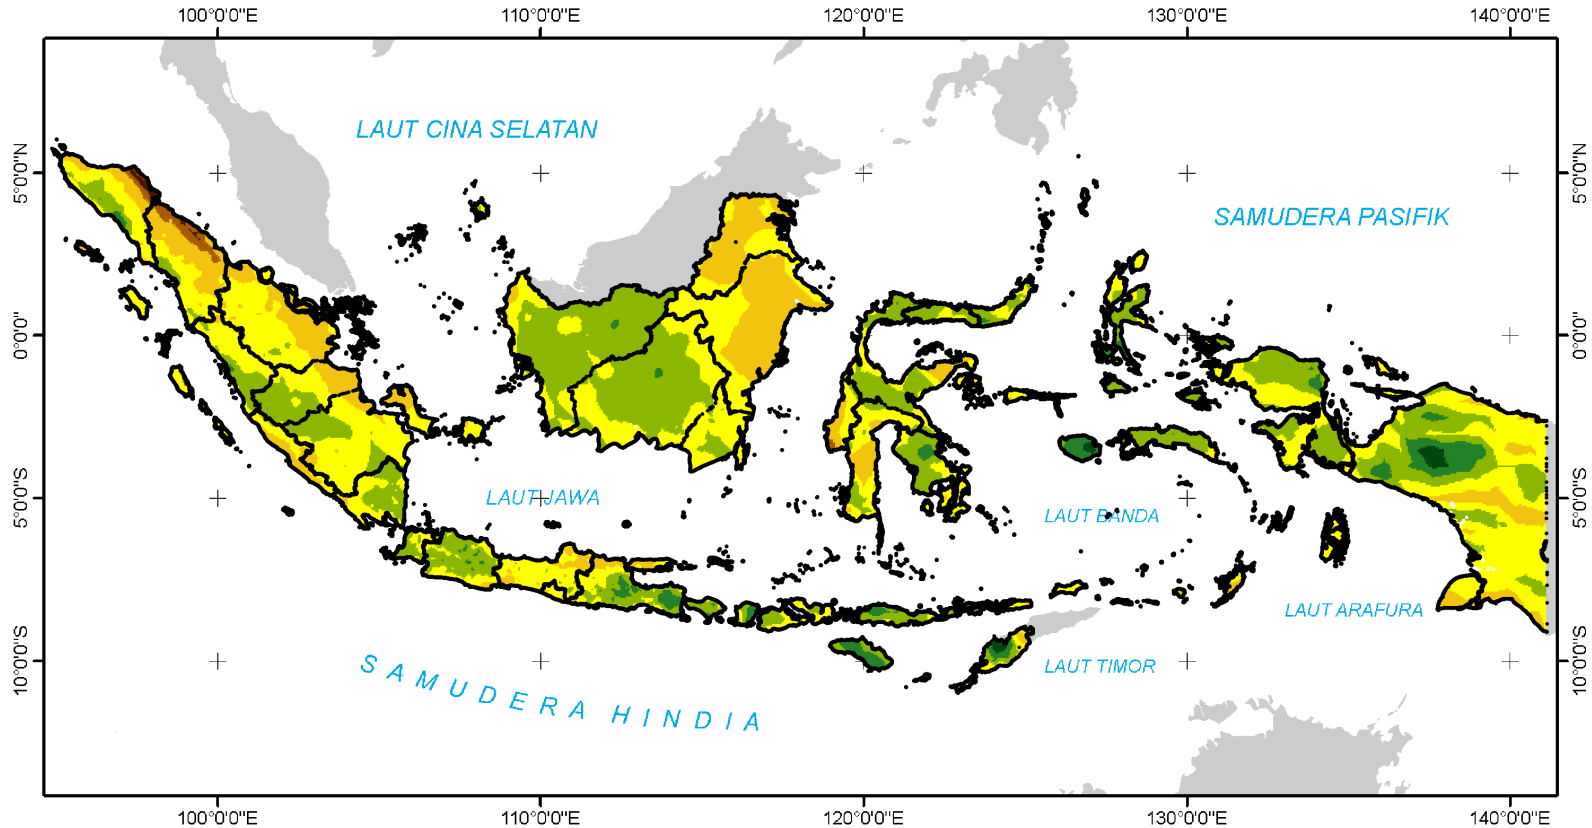 100°0'0"E 110°0'0"E 120°0'0"E 130°0'0"E 140°0'0"E
LAUT CINA SELATAN
5°0'0"N 5°0'0"N
SAMUDERA PASIFIK
0°0'0" 0°0'0"
5°0'0"S LAUT JAWA LAUT BANDA 5°0'0"S
LAUT ARAFURA
10°0'0"S LAUT TIMOR 10°0'0"S
SAMUDERA HINDIA
100°0'0"E 110°0'0"E 120°0'0"E 130°0'0"E 140°0'0"E